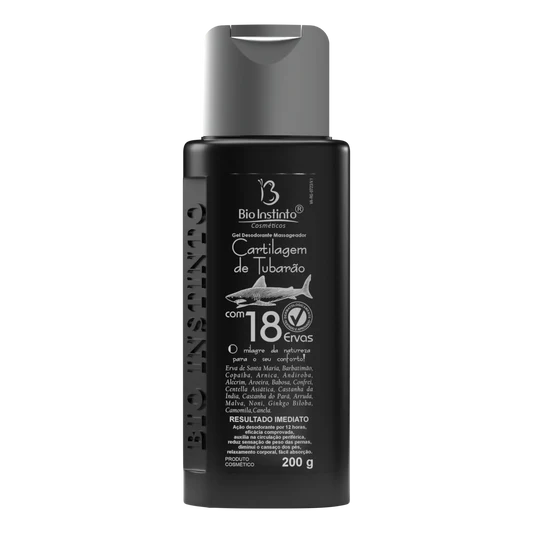 BIO INSTINTO
Bio Instinto®
Cosméticos
Gel Desodorante Massageador
Cartilagem
de Tubarão
com 18 Ervas
O milagre da natureza
para o seu conforto!
Erva de Santa Maria, Barbatimão,
Copaíba, Arnica, Andiroba,
Alecrim, Aroeira, Babosa, Confrei,
Centella Asiática, Castanha da
Índia, Castanha do Pará, Arruda,
Malva, Noni, Ginkgo Biloba,
Camomila,Canela.
RESULTADO IMEDIATO
Ação desodorante por 12 horas,
eficácia comprovada,
auxilia na circulação periférica,
reduz sensação de peso das pernas,
diminui o cansaço dos pés,
relaxamento corporal, fácil absorção.
PRODUTO
COSMÉTICO
200 g